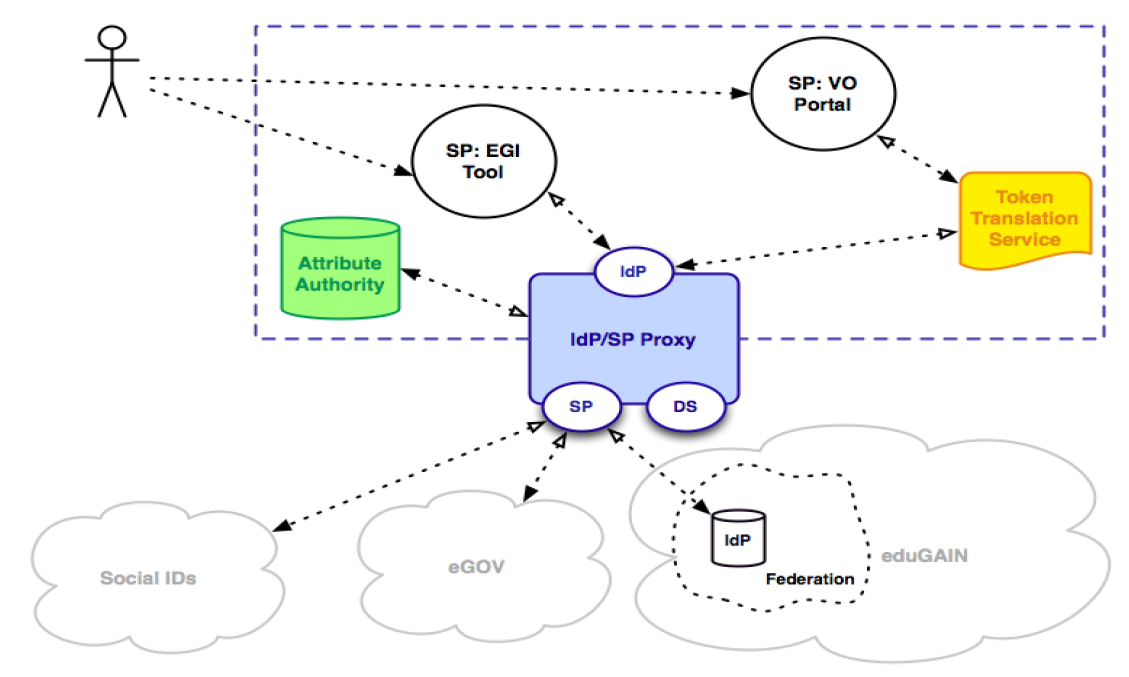 SP: VO
Portal
SP: EGI
Tool
Token
Translation
Service
Attribute
Authority
IdP
IdP/SP Proxy
SP
DS
IdP
Federation
eduGAIN
eGOV
Social IDs